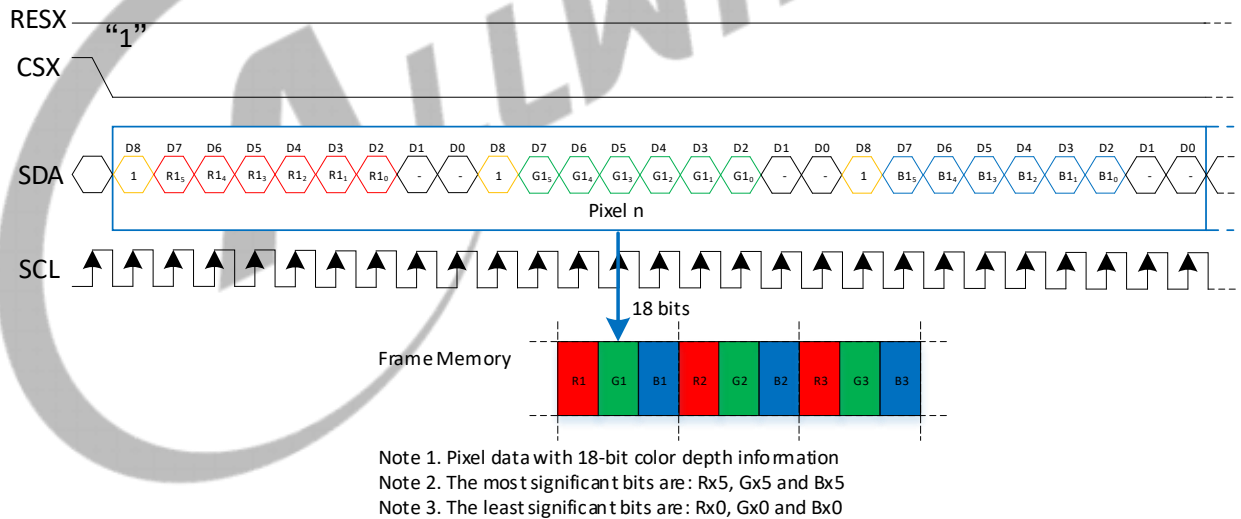 RESX
“1”
CSX
D8 D7 D6 D5 D4 D3 D2 D1 D0 D8 D7 D6 D5 D4 D3 D2 D1 D0 D8 D7 D6 D5 D4 D3 D2 D1 D0
SDA 1 R1₅ R1₄ R1₃ R1₂ R1₁ R1₀ - - 1 G1₅ G1₄ G1₃ G1₂ G1₁ G1₀ - - 1 B1₅ B1₄ B1₃ B1₂ B1₁ B1₀ - -
Pixel n
SCL
18 bits
Frame Memory
R1 G1 B1 R2 G2 B2 R3 G3 B3
Note 1. Pixel data with 18-bit color depth information
Note 2. The most significant bits are: Rx5, Gx5 and Bx5
Note 3. The least significant bits are: Rx0, Gx0 and Bx0